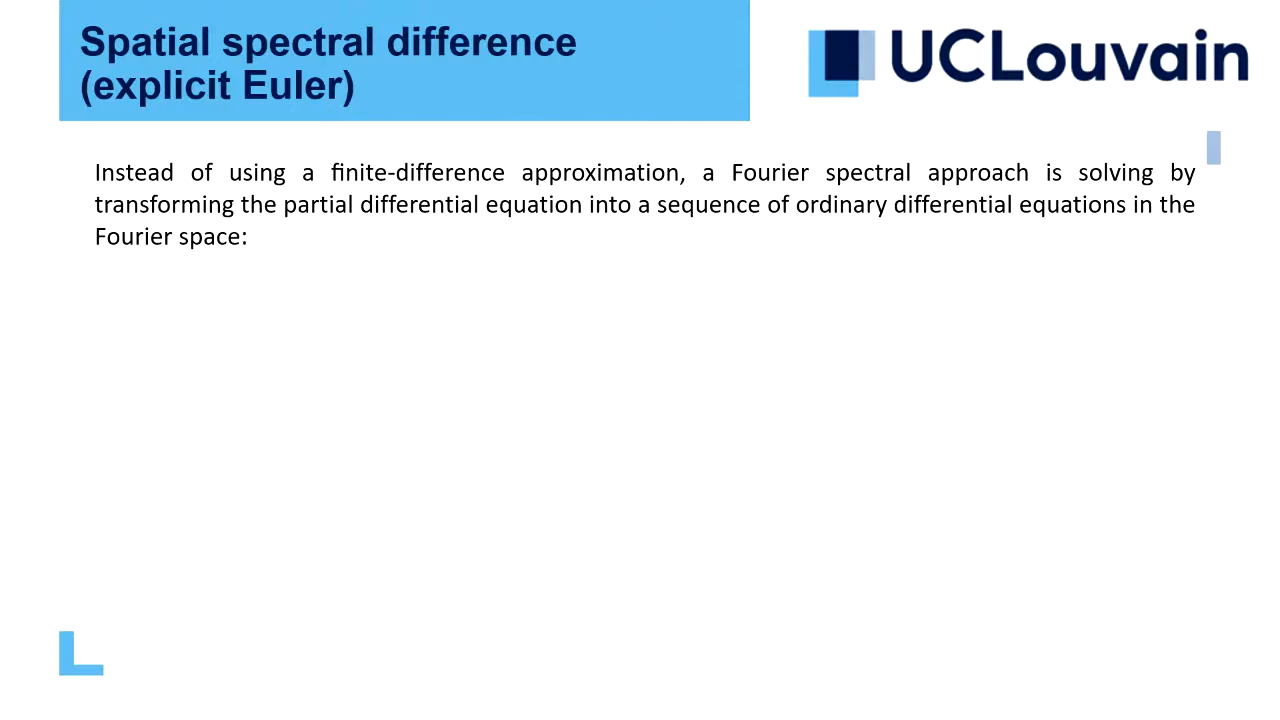 Spatial spectral difference
(explicit Euler)
UCLouvain
Instead of using a finite-difference approximation, a Fourier spectral approach is solving by
transforming the partial differential equation into a sequence of ordinary differential equations in the
Fourier space: